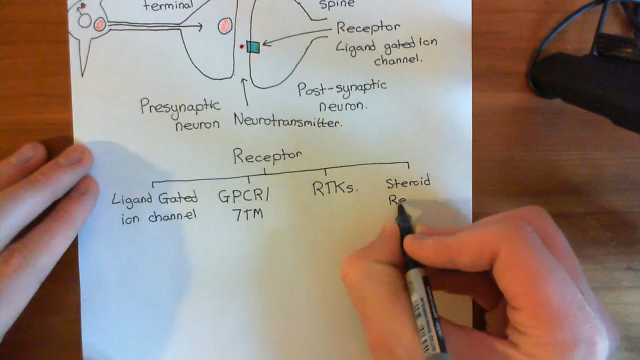 terminal
spine
Receptor
Ligand gated ion
channel.
Post-synaptic
neuron.
Presynaptic
neuron
Neurotransmitter.
Receptor
Ligand Gated
ion channel
GPCR/
7TM
RTKs.
Steroid
Re